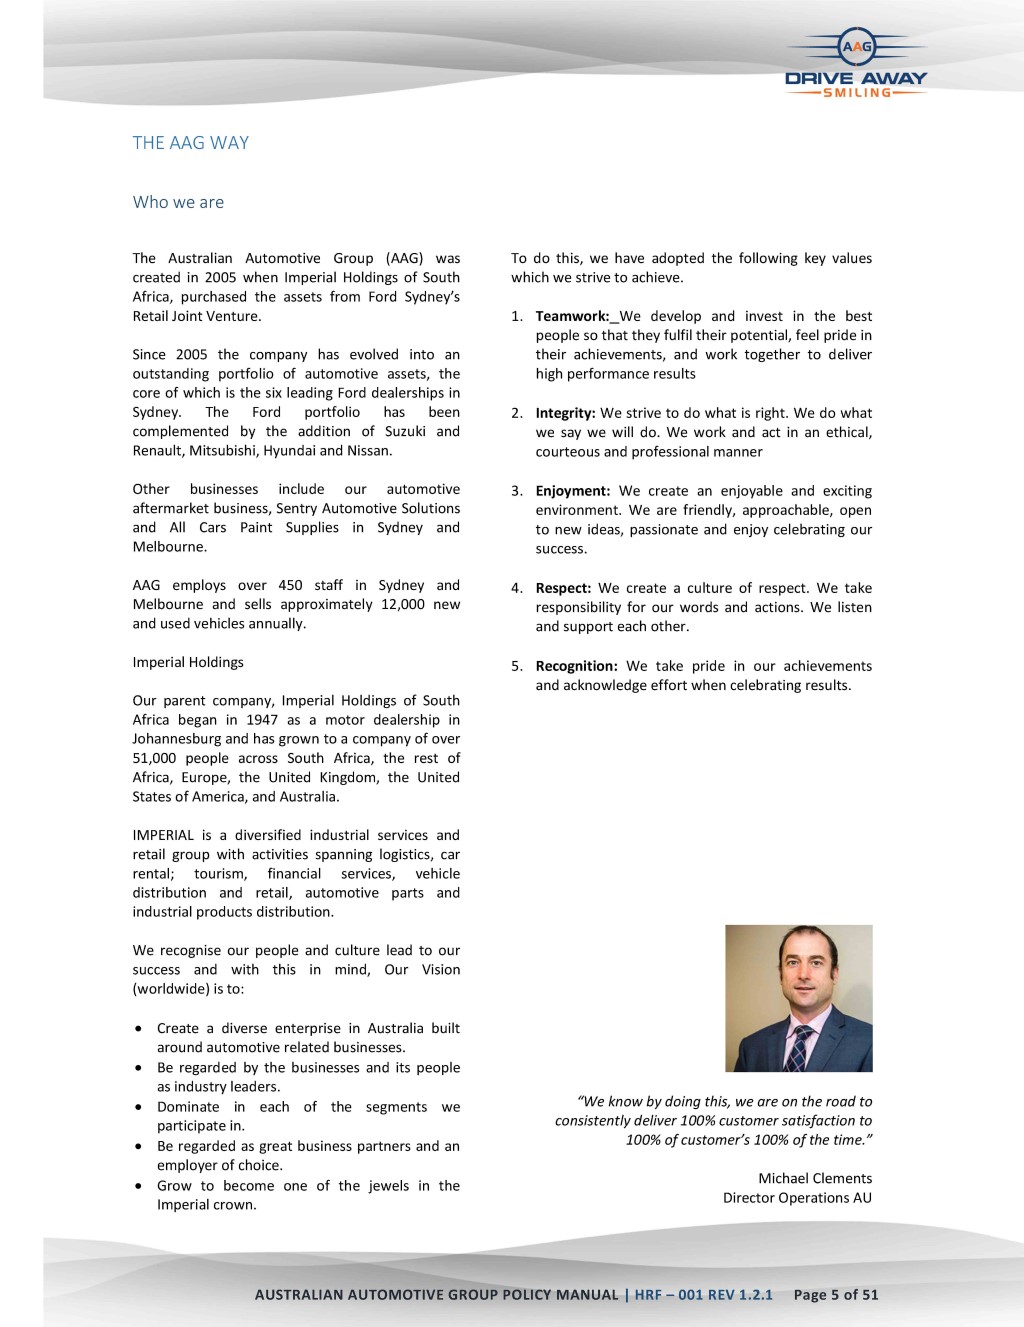 AAG
DRIVE AWAY
SMILING
THE AAG WAY
Who we are
The Australian Automotive Group (AAG) was
created in 2005 when Imperial Holdings of South
Africa, purchased the assets from Ford Sydney's
Retail Joint Venture.
Since 2005 the company has evolved into an
outstanding portfolio of automotive assets, the
core of which is the six leading Ford dealerships in
Sydney. The Ford portfolio has been
complemented by the addition of Suzuki and
Renault, Mitsubishi, Hyundai and Nissan.
Other businesses include our automotive
aftermarket business, Sentry Automotive Solutions
and All Cars Paint Supplies in Sydney and
Melbourne.
AAG employs over 450 staff in Sydney and
Melbourne and sells approximately 12,000 new
and used vehicles annually.
Imperial Holdings
Our parent company, Imperial Holdings of South
Africa began in 1947 as a motor dealership in
Johannesburg and has grown to a company of over
51,000 people across South Africa, the rest of
Africa, Europe, the United Kingdom, the United
States of America, and Australia.
IMPERIAL is a diversified industrial services and
retail group with activities spanning logistics, car
rental; tourism, financial services, vehicle
distribution and retail, automotive parts and
industrial products distribution.
We recognise our people and culture lead to our
success and with this in mind, Our Vision
(worldwide) is to:
• Create a diverse enterprise in Australia built
around automotive related businesses.
• Be regarded by the businesses and its people
as industry leaders.
• Dominate in each of the segments we
participate in.
• Be regarded as great business partners and an
employer of choice.
• Grow to become one of the jewels in the
Imperial crown.
To do this, we have adopted the following key values
which we strive to achieve.
1. Teamwork:_We develop and invest in the best
people so that they fulfil their potential, feel pride in
their achievements, and work together to deliver
high performance results
2. Integrity: We strive to do what is right. We do what
we say we will do. We work and act in an ethical,
courteous and professional manner
3. Enjoyment: We create an enjoyable and exciting
environment. We are friendly, approachable, open
to new ideas, passionate and enjoy celebrating our
success.
4. Respect: We create a culture of respect. We take
responsibility for our words and actions. We listen
and support each other.
5. Recognition: We take pride in our achievements
and acknowledge effort when celebrating results.
"We know by doing this, we are on the road to
consistently deliver 100% customer satisfaction to
100% of customer's 100% of the time."
Michael Clements
Director Operations AU
AUSTRALIAN AUTOMOTIVE GROUP POLICY MANUAL | HRF – 001 REV 1.2.1 Page 5 of 51